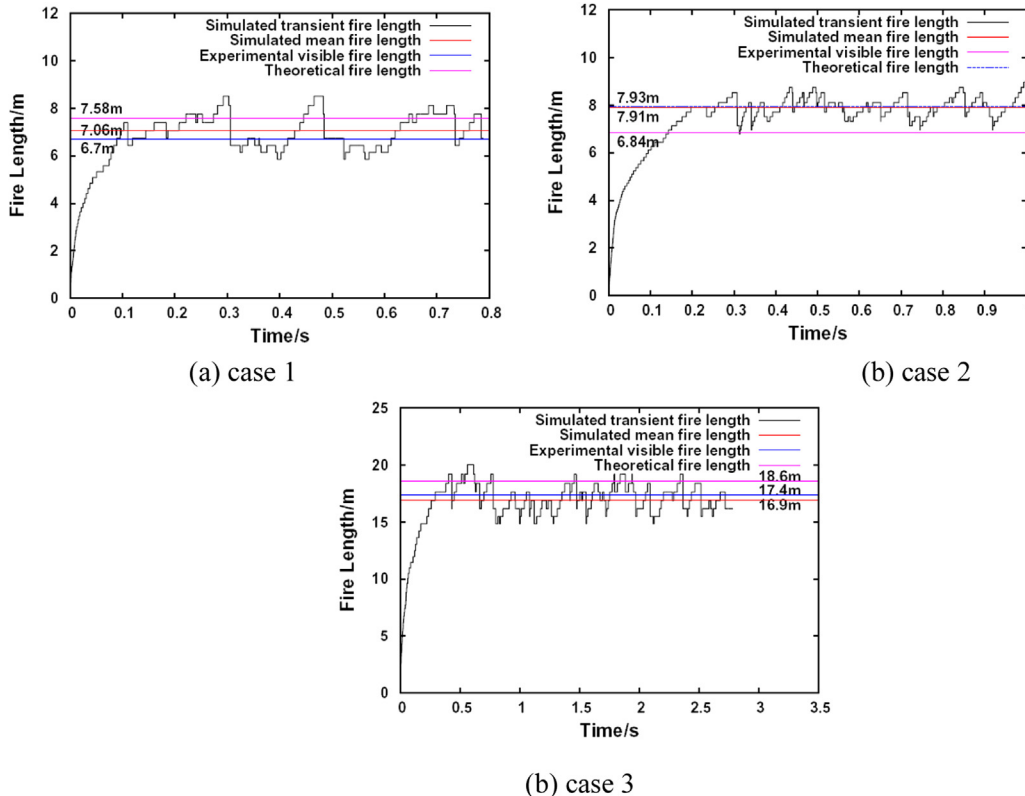 12
10
8
6
4
2
0
Fire Length/m
Simulated transient fire length
Simulated mean fire length
Experimental visible fire length
Theoretical fire length
7.58m
7.06m
6.7m
0 0.1 0.2 0.3 0.4 0.5 0.6 0.7 0.8
Time/s
(a) case 1
12
10
8
6
4
2
0
Fire Length/m
Simulated transient fire length
Simulated mean fire length
Experimental visible fire length
Theoretical fire length
7.93m
7.91m
6.84m
0 0.1 0.2 0.3 0.4 0.5 0.6 0.7 0.8 0.9
Time/s
(b) case 2
25
20
15
10
5
0
Fire Length/m
Simulated transient fire length
Simulated mean fire length
Experimental visible fire length
Theoretical fire length
18.6m
17.4m
16.9m
0 0.5 1 1.5 2 2.5 3 3.5
Time/s
(b) case 3